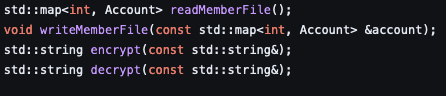 std::map<int, Account> readMemberFile();
void writeMemberFile(const std::map<int, Account> &account);
std::string encrypt(const std::string&);
std::string decrypt(const std::string&);